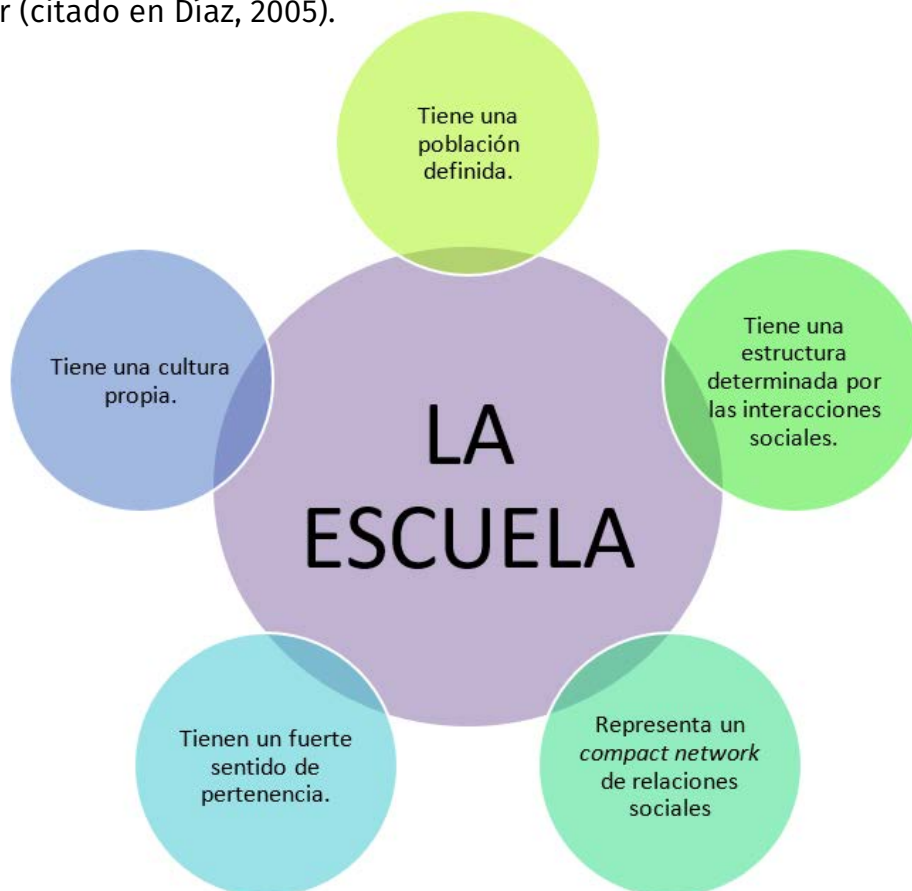 r (citado en Díaz, 2005).
Tiene una
población
definida.
Tiene una
estructura
determinada por
las interacciones
sociales.
Representa un
compact network
de relaciones
sociales
Tienen un fuerte
sentido de
pertenencia.
Tiene una cultura
propia.
LA
ESCUELA